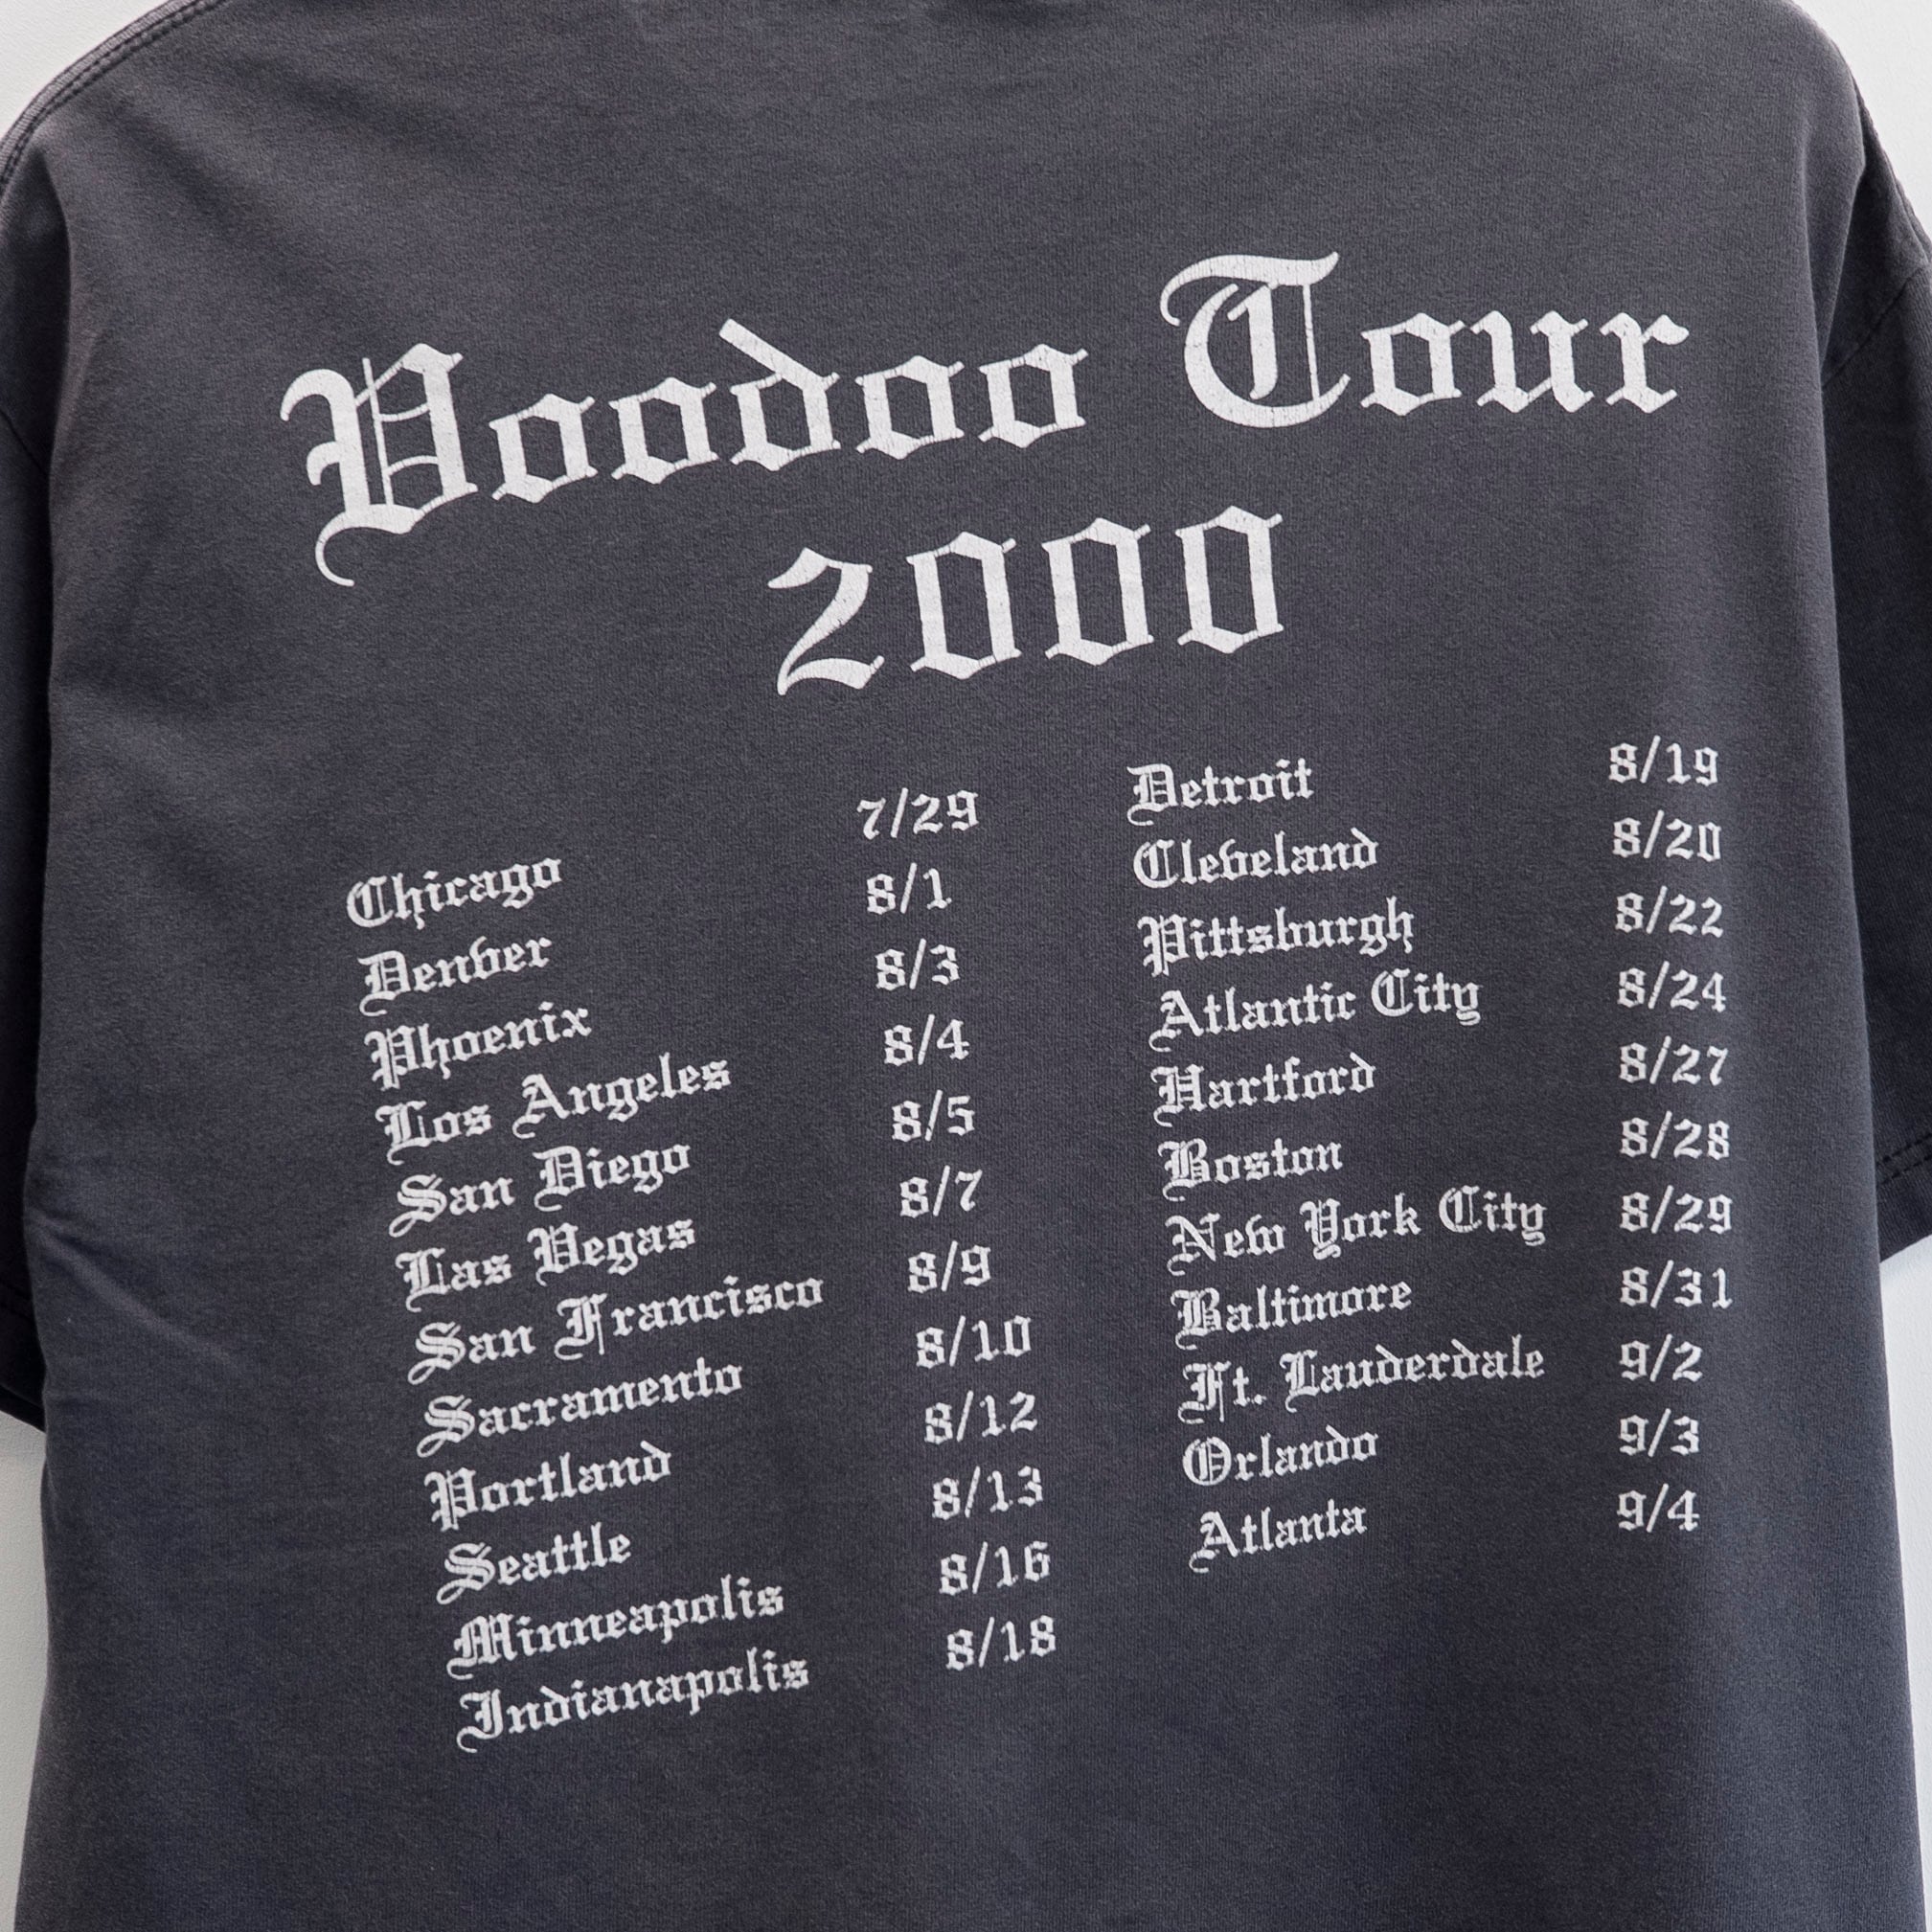 Voodoo Tour
2000
Chicago 7/29
Denver 8/1
Phoenix 8/3
Los Angeles 8/4
San Diego 8/5
Las Vegas 8/7
San Francisco 8/9
Sacramento 8/10
Portland 8/12
Seattle 8/13
Minneapolis 8/16
Indianapolis 8/18
Detroit 8/19
Cleveland 8/20
Pittsburgh 8/22
Atlantic City 8/24
Hartford 8/27
Boston 8/28
New York City 8/29
Baltimore 8/31
Ft. Lauderdale 9/2
Orlando 9/3
Atlanta 9/4